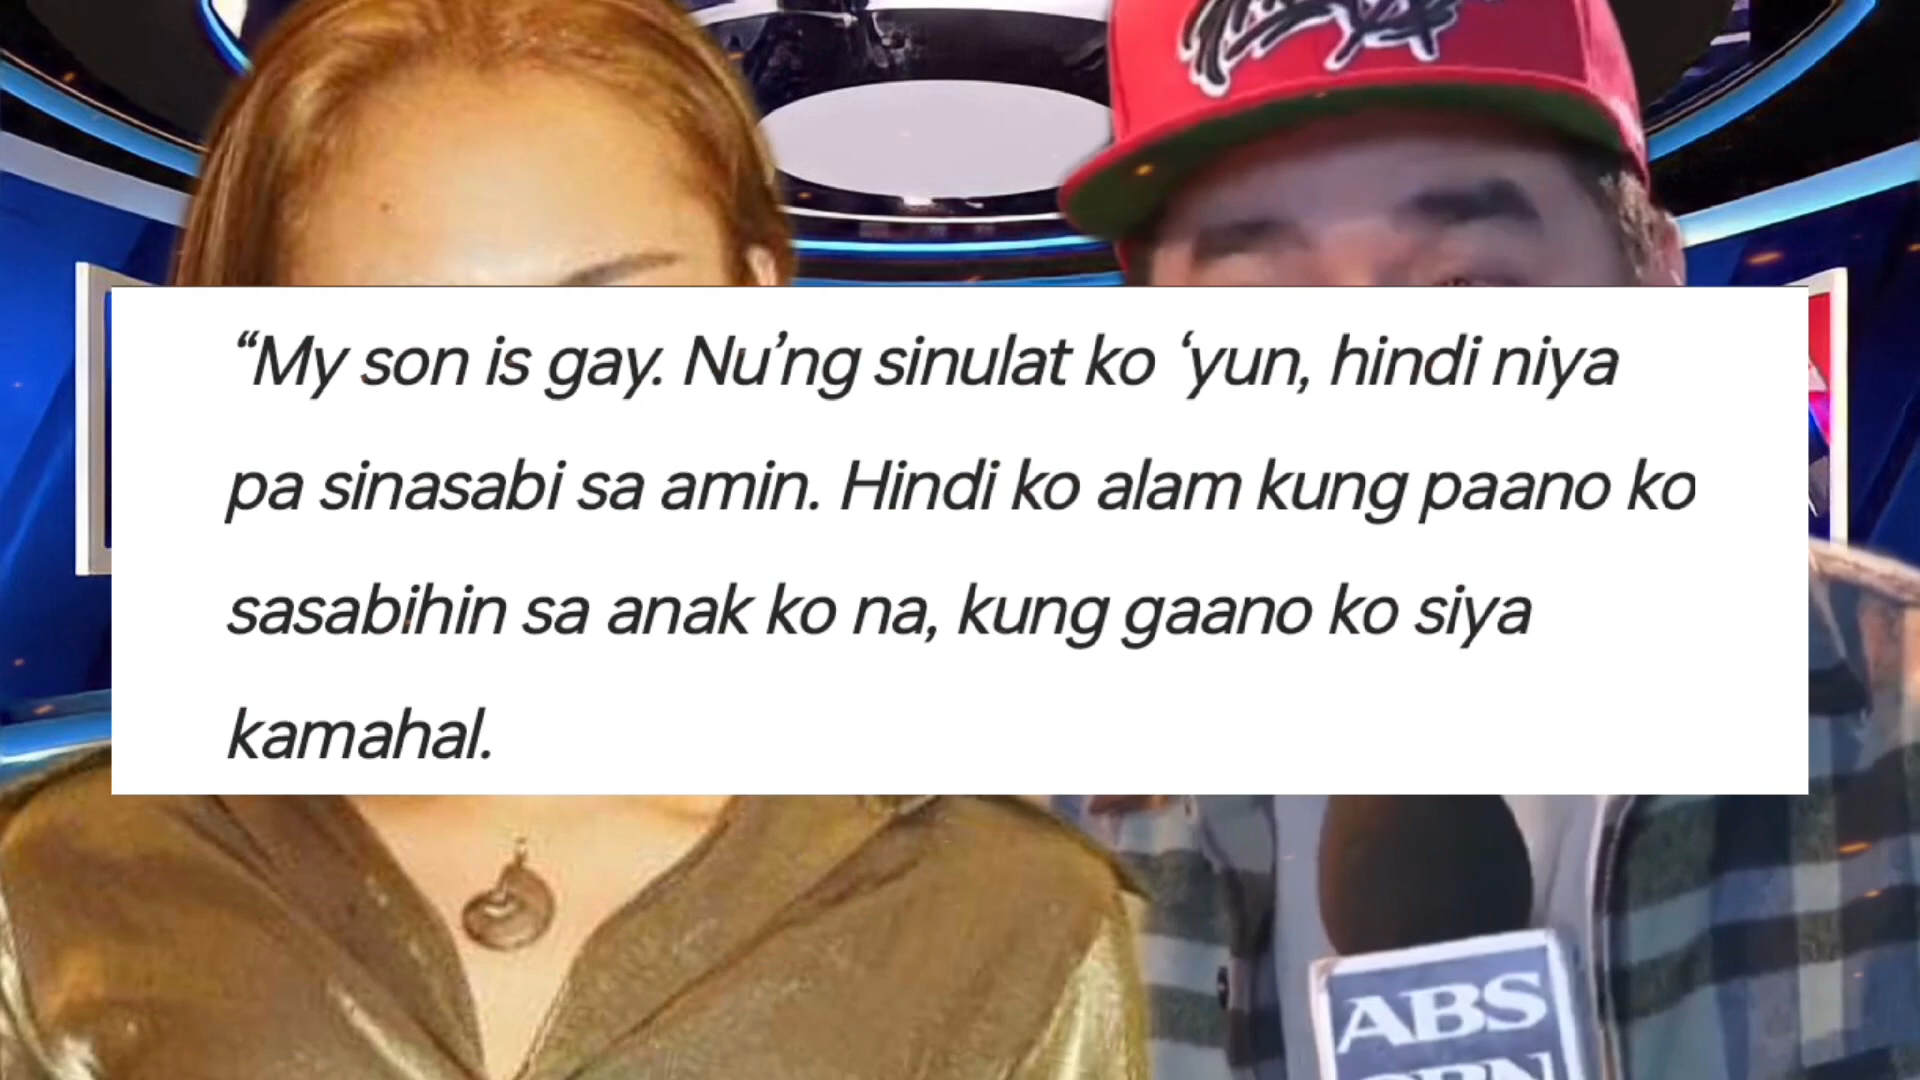 “My son is gay. Nu’ng sinulat ko ‘yun, hindi niya
pa sinasabi sa amin. Hindi ko alam kung paano ko
sasabihin sa anak ko na, kung gaano ko siya
kamahal.
ABS
CBN